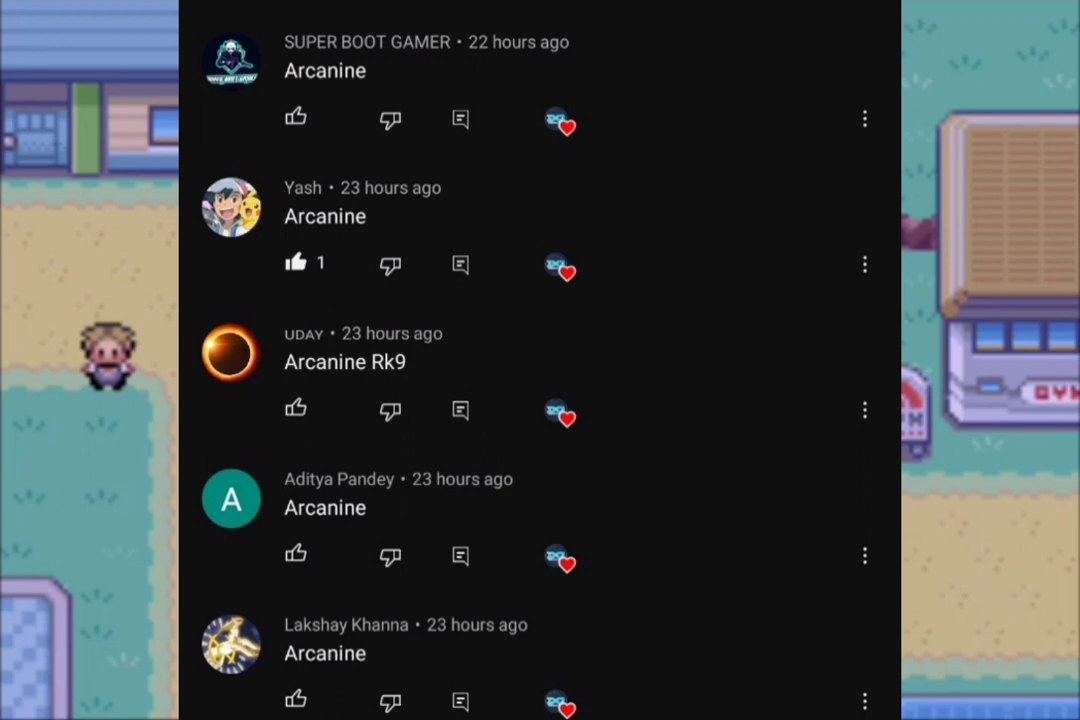 SUPER BOOT GAMER • 22 hours ago
Arcanine
Yash • 23 hours ago
Arcanine
1
UDAY • 23 hours ago
Arcanine Rk9
Aditya Pandey • 23 hours ago
A
Arcanine
Lakshay Khanna • 23 hours ago
Arcanine
GYM